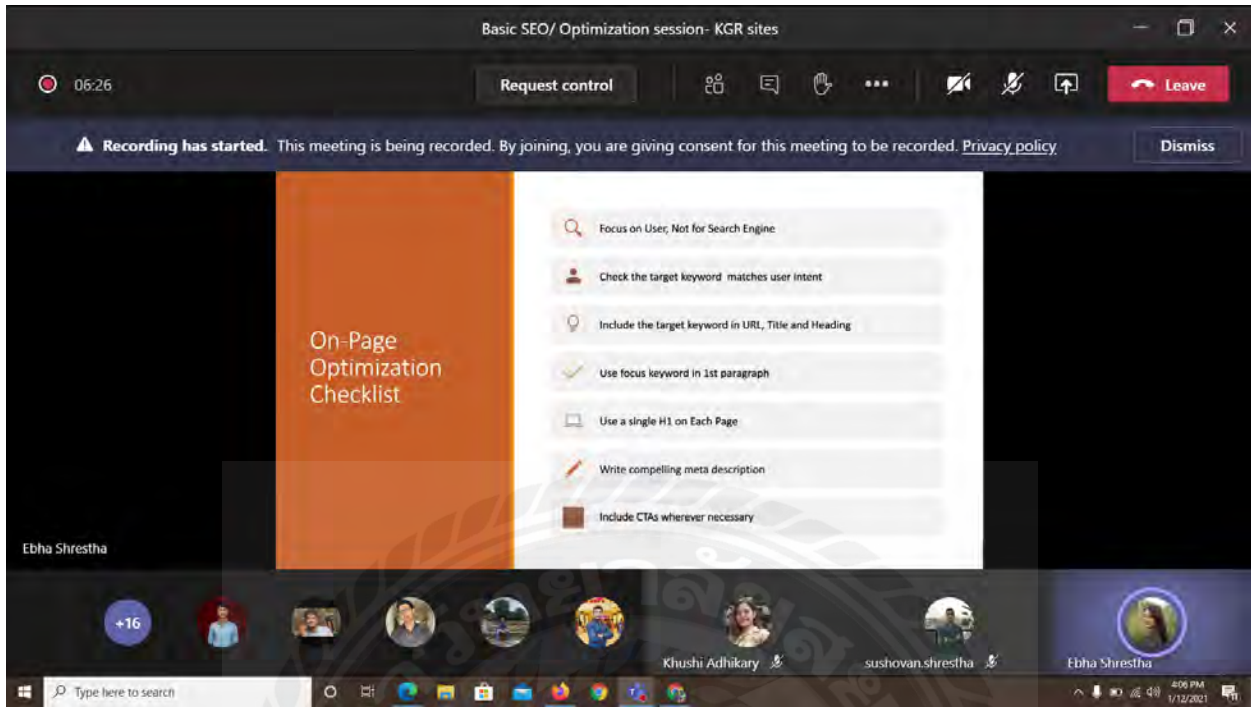 Basic SEO/ Optimization session- KGR sites
06:26
Request control
Leave
Recording has started. This meeting is being recorded. By joining, you are giving consent for this meeting to be recorded. Privacy policy
Dismiss
On-Page
Optimization
Checklist
Focus on User, Not for Search Engine
Check the target keyword matches user intent
Include the target keyword in URL, Title and Heading
Use focus keyword in 1st paragraph
Use a single H1 on Each Page
Write compelling meta description
Include CTAs wherever necessary
Ebha Shrestha
+16
Khushi Adhikary
sushovan.shrestha
Ebha Shrestha
Type here to search
4:06 PM
1/12/2021